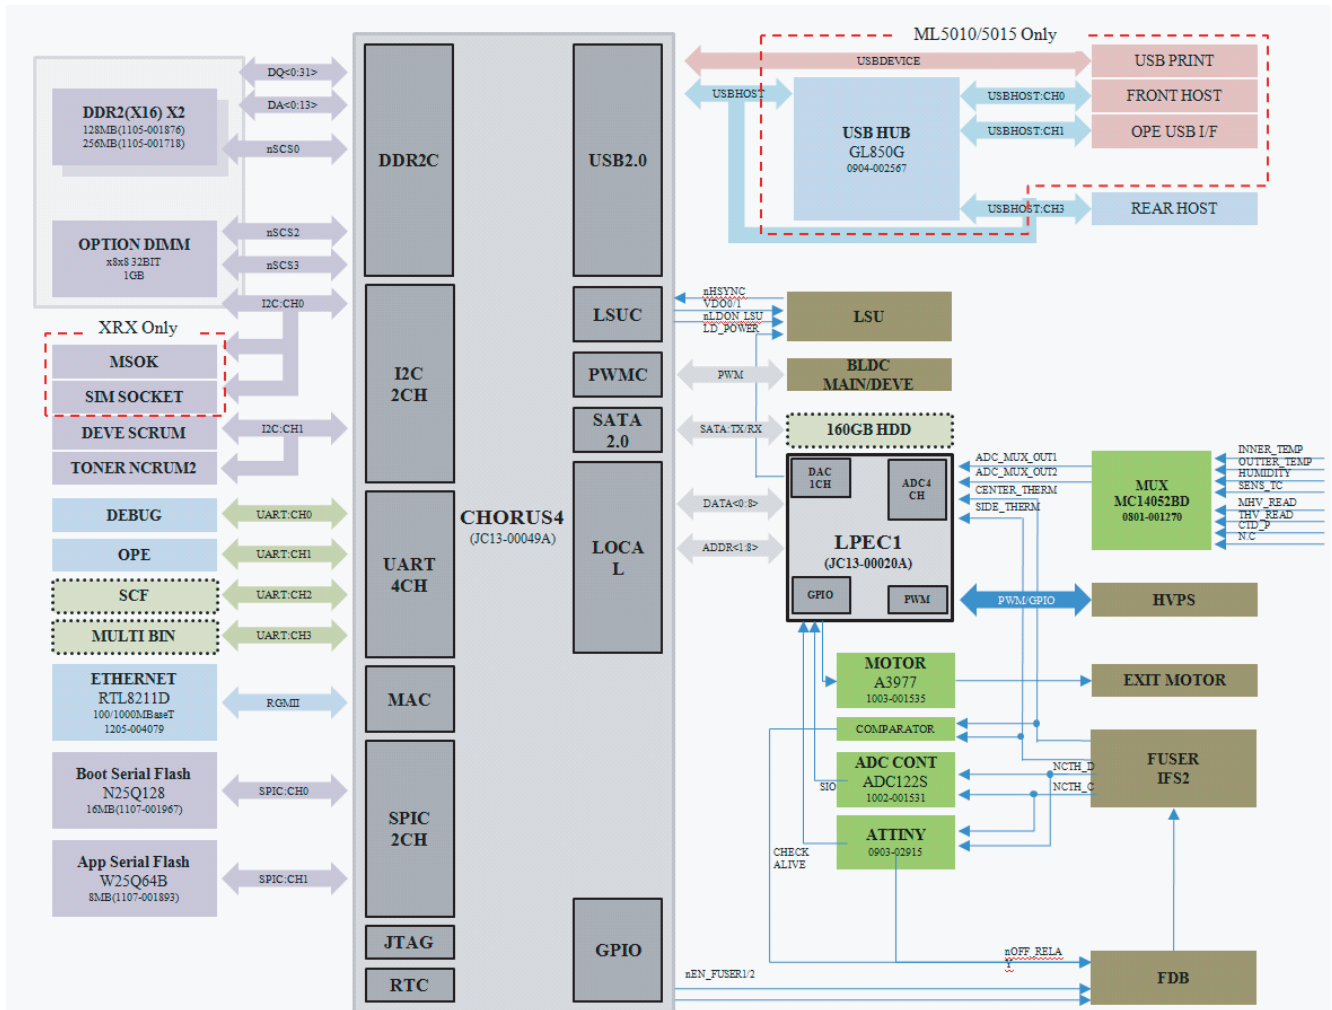 ML5010/5015 Only
DQ<0:31>
DA<0:13>
nSCS0
DDR2(X16) X2
128MB(1105-001876)
256MB(1105-001718)
OPTION DIMM
x8x8 32BIT
1GB
nSCS2
nSCS3
I2C:CH0
XRX Only
MSOK
SIM SOCKET
DEVE SCRUM
TONER NCRUM2
I2C:CH1
DEBUG
UART:CH0
OPE
UART:CH1
SCF
UART:CH2
MULTI BIN
UART:CH3
ETHERNET
RTL8211D
100/1000MBaseT
1205-004079
RGMII
Boot Serial Flash
N25Q128
16MB(1107-001967)
SPIC:CH0
App Serial Flash
W25Q64B
8MB(1107-001893)
SPIC:CH1
DDR2C
I2C
2CH
UART
4CH
MAC
SPIC
2CH
JTAG
RTC
CHORUS4
(JC13-00049A)
USB2.0
LSUC
PWMC
SATA
2.0
LOCA
L
GPIO
USBDEVICE
USBHOST
USB HUB
GL850G
0904-002567
USBHOST:CH0
USBHOST:CH1
USBHOST:CH3
USB PRINT
FRONT HOST
OPE USB I/F
REAR HOST
nHSYNC
VDO0/1
nLDON_LSU
LD_POWER
LSU
PWM
BLDC
MAIN/DEVE
SATA:TX/RX
160GB HDD
DATA<0:8>
ADDR<1:8>
DAC
1CH
ADC4
CH
LPEC1
(JC13-00020A)
GPIO
PWM
ADC_MUX_OUT1
ADC_MUX_OUT2
CENTER_THERM
SIDE_THERM
MUX
MC14052BD
0801-001270
INNER_TEMP
OUTTER_TEMP
HUMIDITY
SENS_TC
MHV_READ
THV_READ
CTD_P
N.C
PWM/GPIO
HVPS
MOTOR
A3977
1003-001535
EXIT MOTOR
COMPARATOR
ADC CONT
ADC122S
1002-001531
SIO
ATTINY
0903-02915
CHECK
ALIVE
NCTH_D
NCTH_C
FUSER
IFS2
nOFF_RELA
Y
nEN_FUSER1/2
FDB